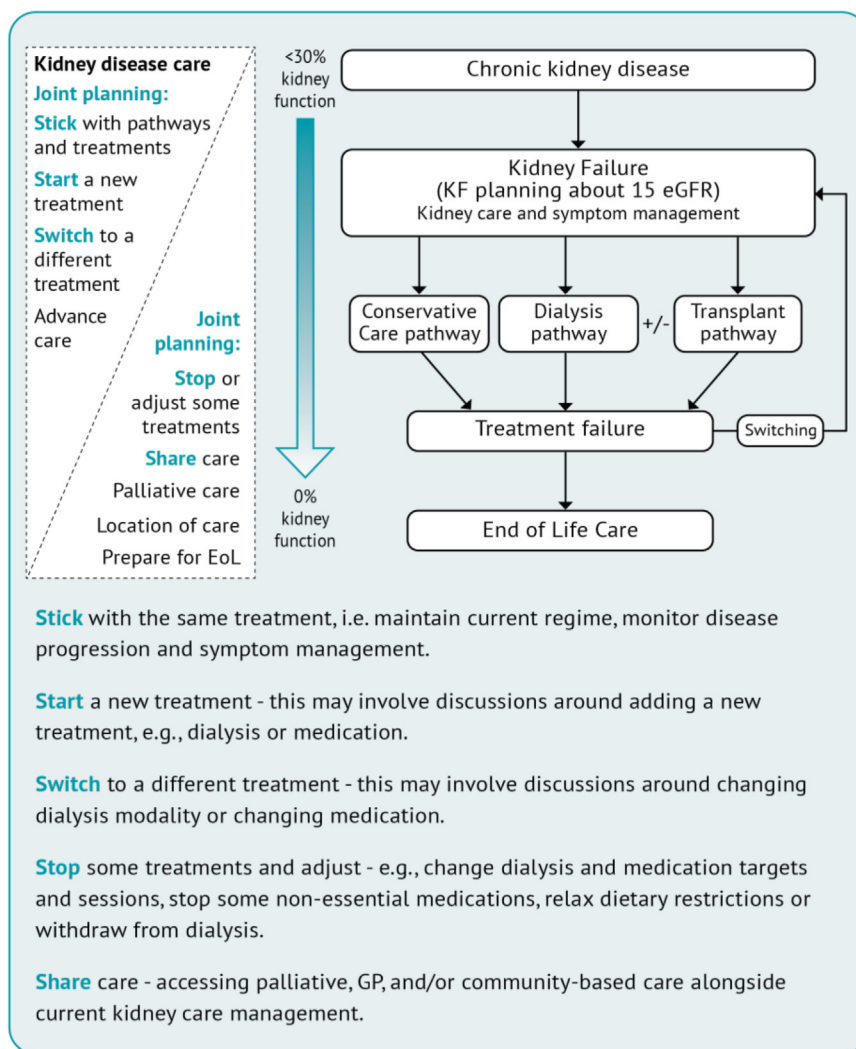 Kidney disease care
Joint planning:
Stick with pathways
and treatments
Start a new
treatment
Switch to a
different
treatment
Advance
care
Joint
planning:
Stop or
adjust some
treatments
Share care
Palliative care
Location of care
Prepare for EoL
<30%
kidney
function
0%
kidney
function
Chronic kidney disease
Kidney Failure
(KF planning about 15 eGFR)
Kidney care and symptom management
Conservative
Care pathway
Dialysis
pathway
+/-
Transplant
pathway
Treatment failure
Switching
End of Life Care
Stick with the same treatment, i.e. maintain current regime, monitor disease
progression and symptom management.
Start a new treatment - this may involve discussions around adding a new
treatment, e.g., dialysis or medication.
Switch to a different treatment - this may involve discussions around changing
dialysis modality or changing medication.
Stop some treatments and adjust - e.g., change dialysis and medication targets
and sessions, stop some non-essential medications, relax dietary restrictions or
withdraw from dialysis.
Share care - accessing palliative, GP, and/or community-based care alongside
current kidney care management.